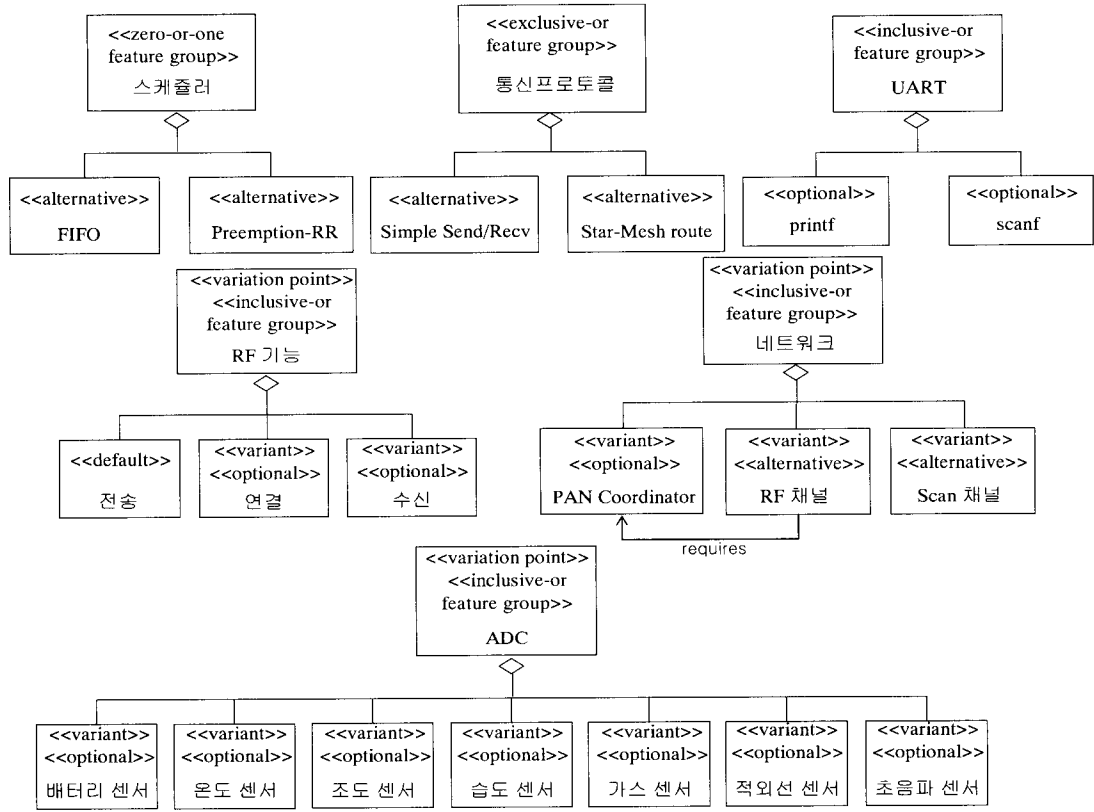 <<zero-or-one
feature group>>
스케쥴러
<<exclusive-or
feature group>>
통신프로토콜
<<inclusive-or
feature group>>
UART
<<alternative>>
FIFO
<<alternative>>
Preemption-RR
<<alternative>>
Simple Send/Recv
<<alternative>>
Star-Mesh route
<<optional>>
printf
<<optional>>
scanf
<<variation point>>
<<inclusive-or
feature group>>
RF 기능
<<variation point>>
<<inclusive-or
feature group>>
네트워크
<<default>>
전송
<<variant>>
<<optional>>
연결
<<variant>>
<<optional>>
수신
<<variant>>
<<optional>>
PAN Coordinator
<<variant>>
<<alternative>>
RF 채널
<<variant>>
<<alternative>>
Scan 채널
requires
<<variation point>>
<<inclusive-or
feature group>>
ADC
<<variant>>
<<optional>>
배터리 센서
<<variant>>
<<optional>>
온도 센서
<<variant>>
<<optional>>
조도 센서
<<variant>>
<<optional>>
습도 센서
<<variant>>
<<optional>>
가스 센서
<<variant>>
<<optional>>
적외선 센서
<<variant>>
<<optional>>
초음파 센서